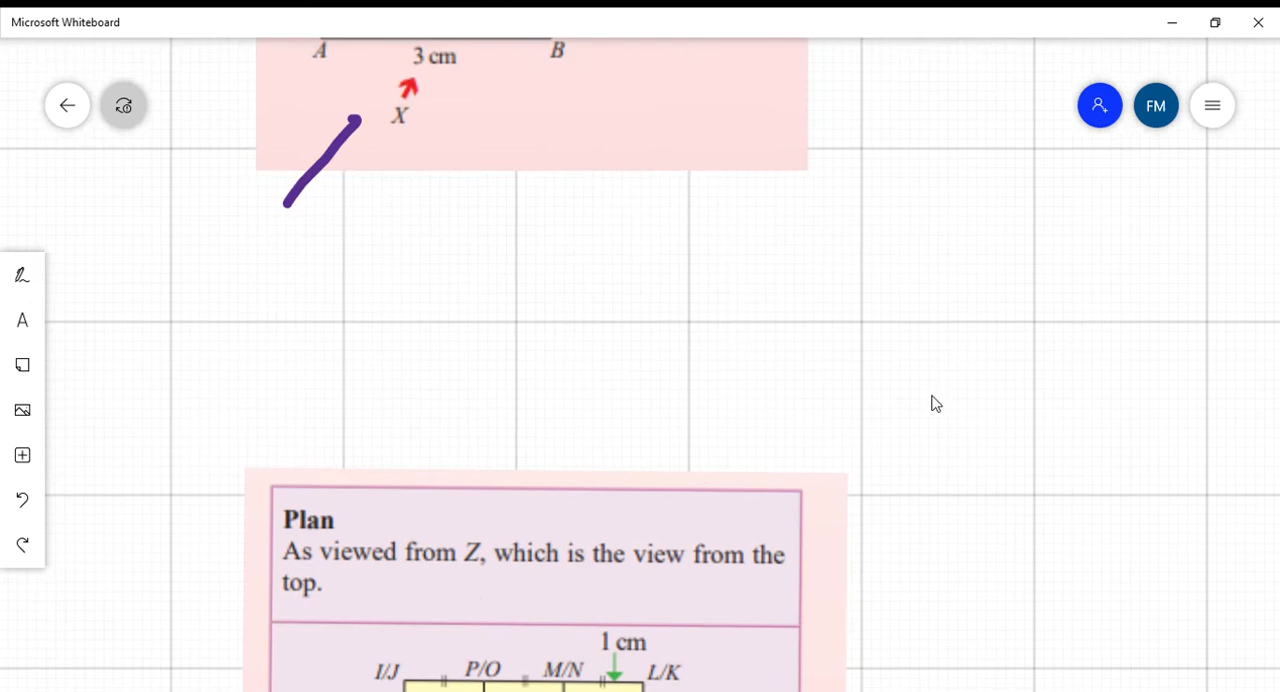 Microsoft Whiteboard
A
B
3 cm
X
FM
A
Plan
As viewed from Z, which is the view from the
top.
1 cm
I/J
P/O
M/N
L/K